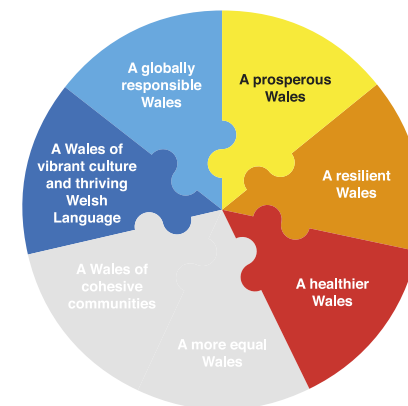 A globally
responsible
Wales
A prosperous
Wales
A resilient
Wales
A healthier
Wales
A more equal
Wales
A Wales of
cohesive
communities
A Wales of
vibrant culture
and thriving
Welsh
Language